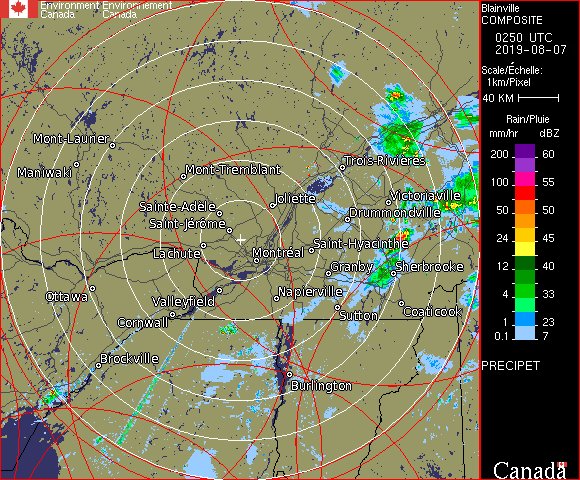 Environment Environnement
Canada Canada
Blainville
COMPOSITE
0250 UTC
2019-08-07
Scale/Échelle:
1km/Pixel
40 KM
Rain/Pluie
mm/hr dBZ
200 60
100 55
50 50
24 45
12 40
4 33
1 23
0.1 7
PRECIPET
Mont-Laurier
Maniwaki
Mont-Tremblant
Trois-Rivières
Joliette
Victoriaville
Sainte-Adèle
Drummondville
Saint-Jérôme
Saint-Hyacinthe
Lachute
Montréal
Granby
Sherbrooke
Ottawa
Valleyfield
Napierville
Coaticook
Cornwall
Sutton
Brockville
Burlington
Canada